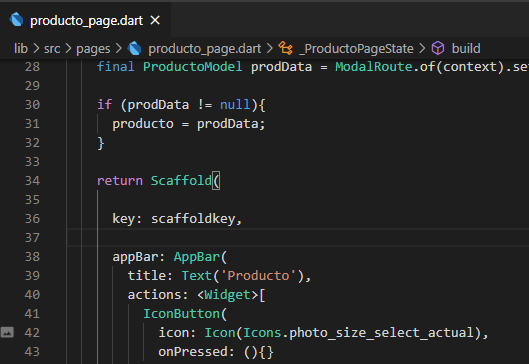 producto_page.dart ×
lib > src > pages > producto_page.dart > _ProductoPageState > build
28 final ProductoModel prodData = ModalRoute.of(context).se
29
30 if (prodData != null){
31 producto = prodData;
32 }
33
34 return Scaffold(
35
36 key: scaffoldkey,
37
38 appBar: AppBar(
39 title: Text('Producto'),
40 actions: <Widget>[
41 IconButton(
42 icon: Icon(Icons.photo_size_select_actual),
43 onPressed: (){}